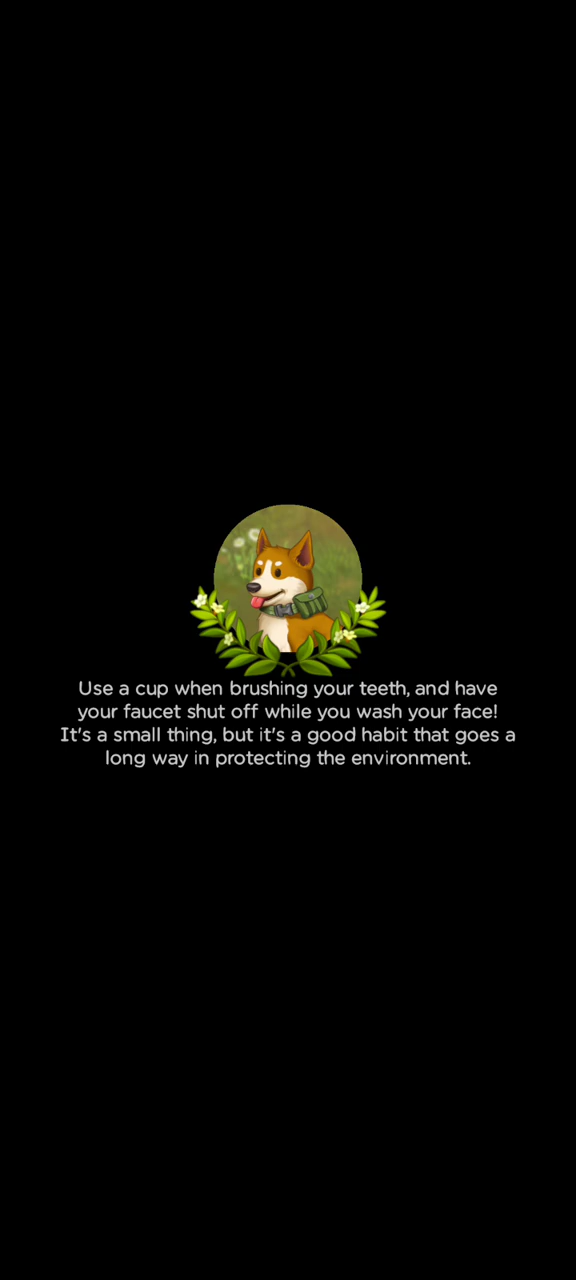 Use a cup when brushing your teeth, and have
your faucet shut off while you wash your face!
It's a small thing, but it's a good habit that goes a
long way in protecting the environment.